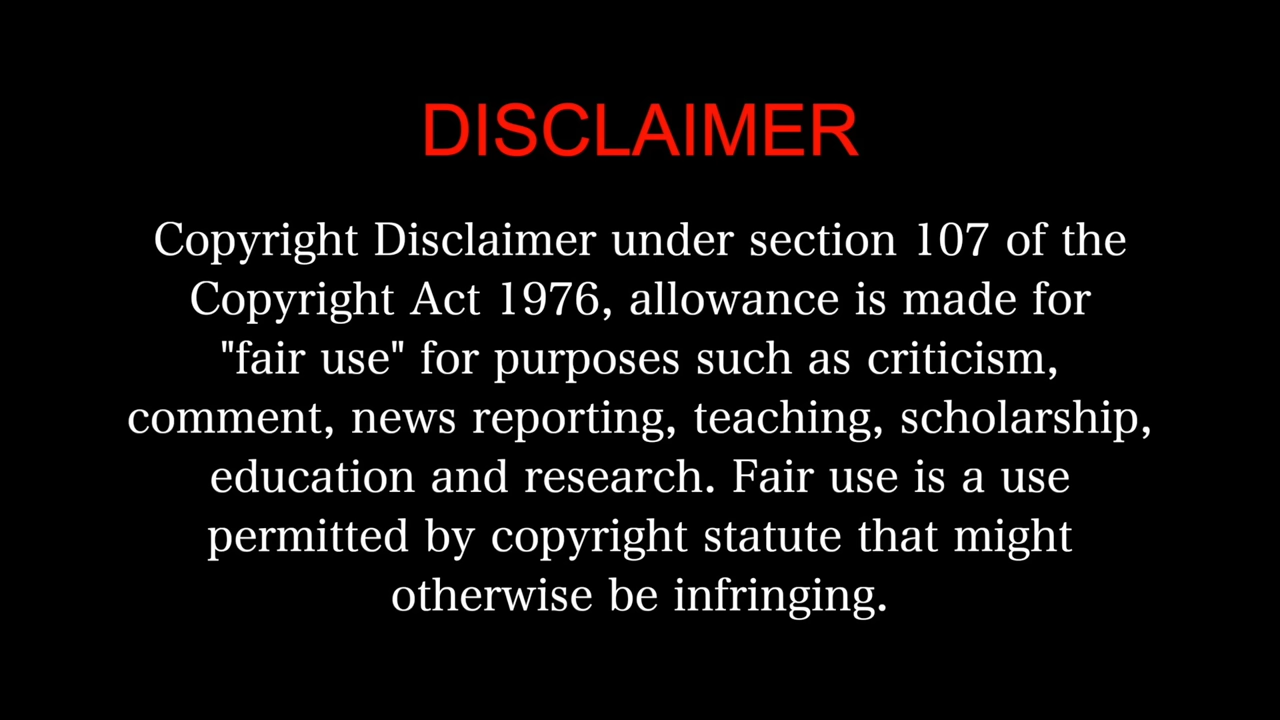 DISCLAIMER
Copyright Disclaimer under section 107 of the
Copyright Act 1976, allowance is made for
"fair use" for purposes such as criticism,
comment, news reporting, teaching, scholarship,
education and research. Fair use is a use
permitted by copyright statute that might
otherwise be infringing.